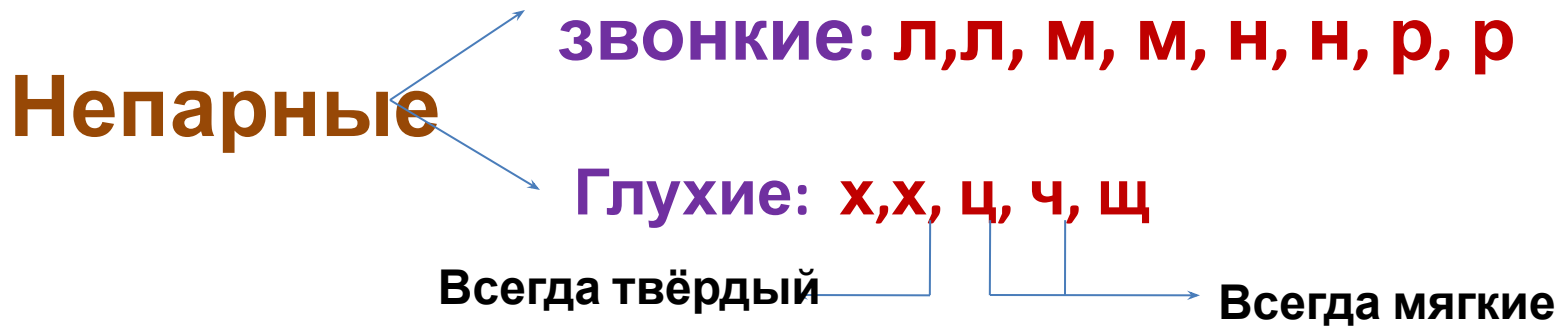 звонкие: л,л, м, м, н, н, р, р
Непарные
Глухие: х,х, ц, ч, щ
Всегда твёрдый
Всегда мягкие